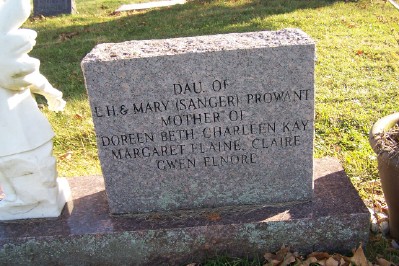 DAU. OF
L.H. & MARY (SANGER) PROWANT
MOTHER OF
DOREEN BETH, CHARLEEN KAY
MARGARET ELAINE, CLAIRE
GWEN ELNORE